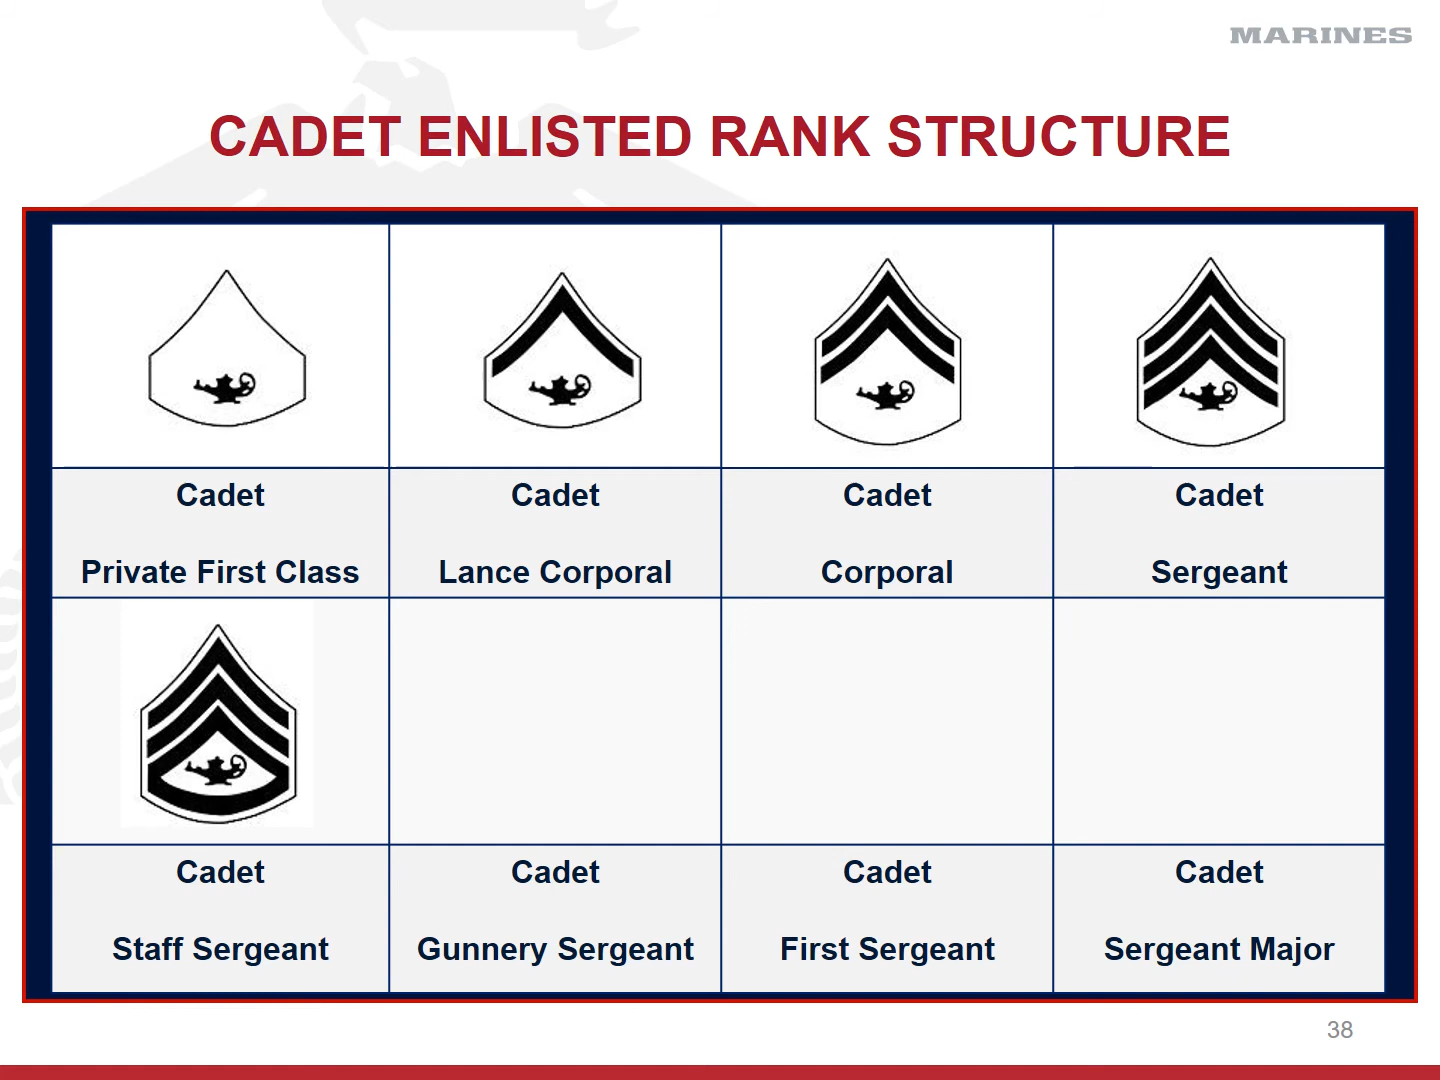 MARINES
CADET ENLISTED RANK STRUCTURE
Cadet
Private First Class
Cadet
Lance Corporal
Cadet
Corporal
Cadet
Sergeant
Cadet
Staff Sergeant
Cadet
Gunnery Sergeant
Cadet
First Sergeant
Cadet
Sergeant Major
38